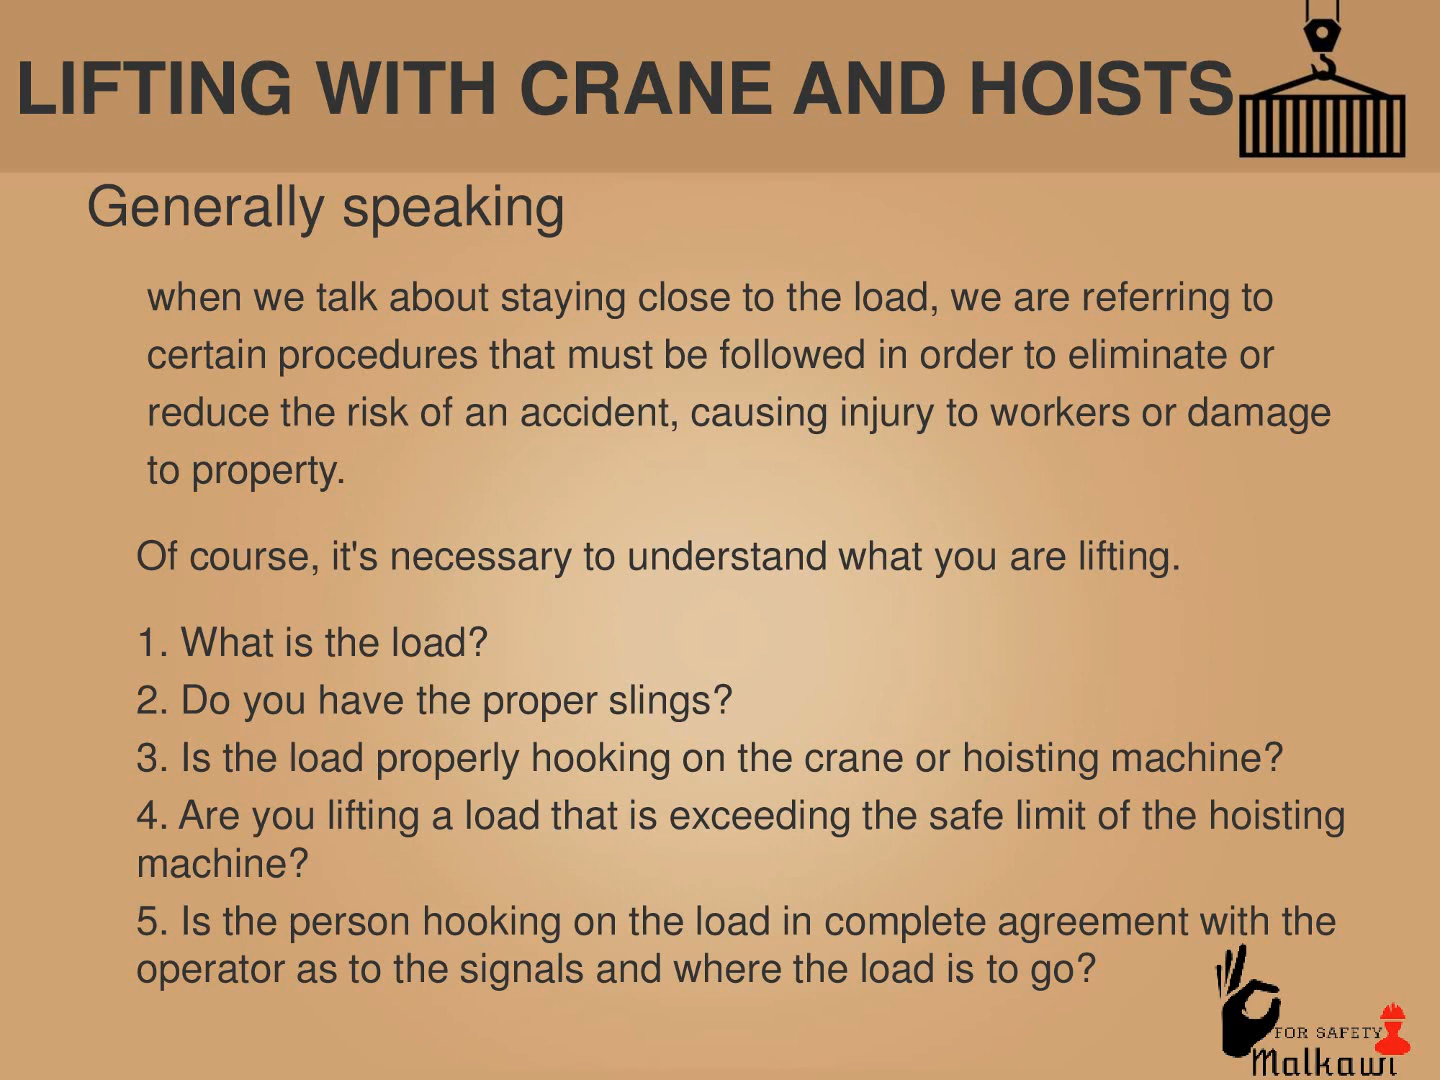 LIFTING WITH CRANE AND HOISTS
Generally speaking
when we talk about staying close to the load, we are referring to
certain procedures that must be followed in order to eliminate or
reduce the risk of an accident, causing injury to workers or damage
to property.
Of course, it's necessary to understand what you are lifting.
1. What is the load?
2. Do you have the proper slings?
3. Is the load properly hooking on the crane or hoisting machine?
4. Are you lifting a load that is exceeding the safe limit of the hoisting
machine?
5. Is the person hooking on the load in complete agreement with the
operator as to the signals and where the load is to go?
FOR SAFETY
Malkawi